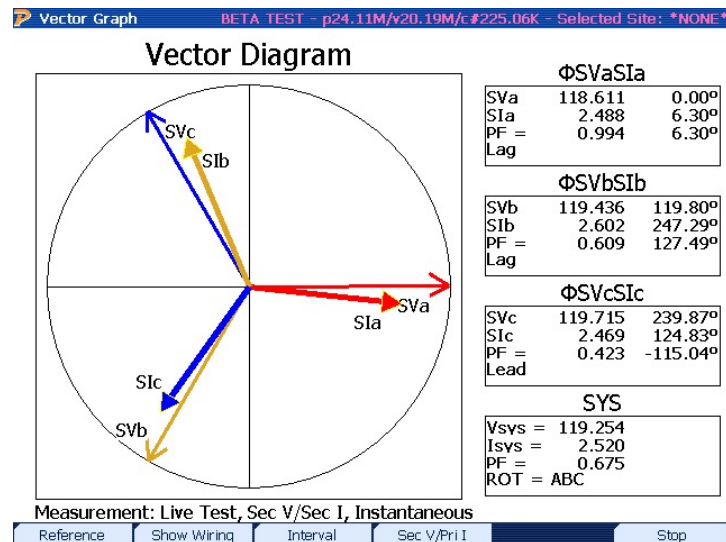 Vector Graph BETA TEST - p24.11M/v20.19M/c#225.06K - Selected Site: *NONE*
Vector Diagram
SVc
SIb
SVa
SIa
SIc
SVb
ΦSVaSIa
SVa 118.611 0.00º
SIa 2.488 6.30º
PF = 0.994 6.30º
Lag
ΦSVbSIb
SVb 119.436 119.80º
SIb 2.602 247.29º
PF = 0.609 127.49º
Lag
ΦSVcSIc
SVc 119.715 239.87º
SIc 2.469 124.83º
PF = 0.423 -115.04º
Lead
SYS
Vsys = 119.254
Isys = 2.520
PF = 0.675
ROT = ABC
Measurement: Live Test, Sec V/Sec I, Instantaneous
Reference Show Wiring Interval Sec V/Pri I Stop